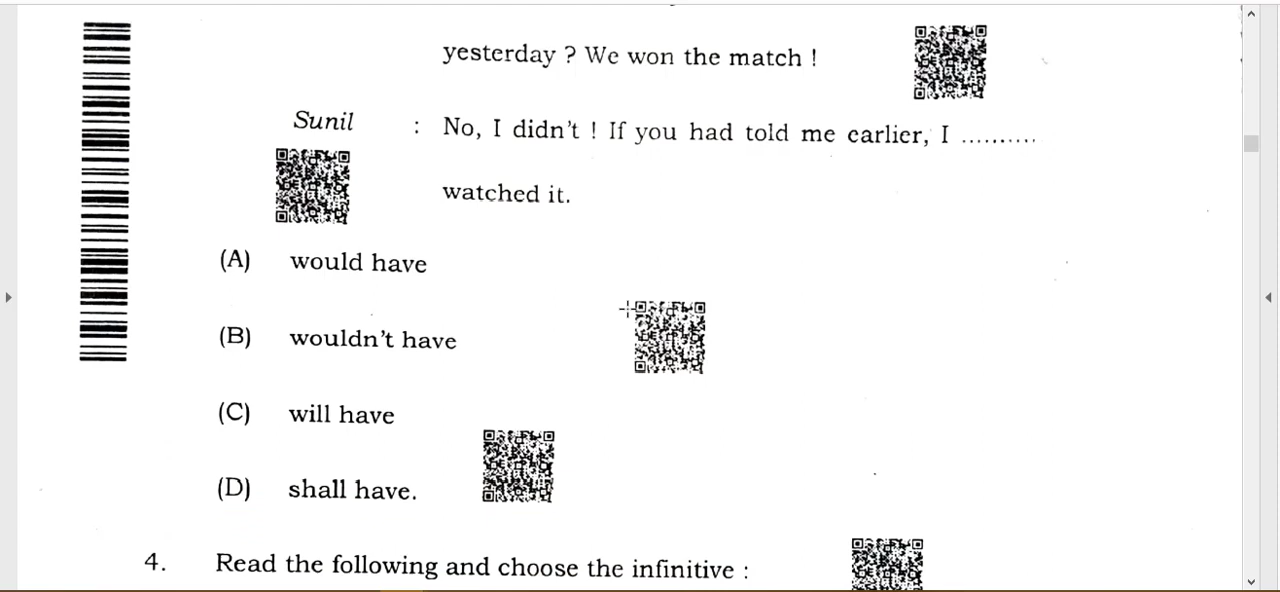 yesterday ? We won the match !
Sunil : No, I didn't ! If you had told me earlier, I ..........
watched it.
(A) would have
(B) wouldn't have
(C) will have
(D) shall have.
4. Read the following and choose the infinitive :